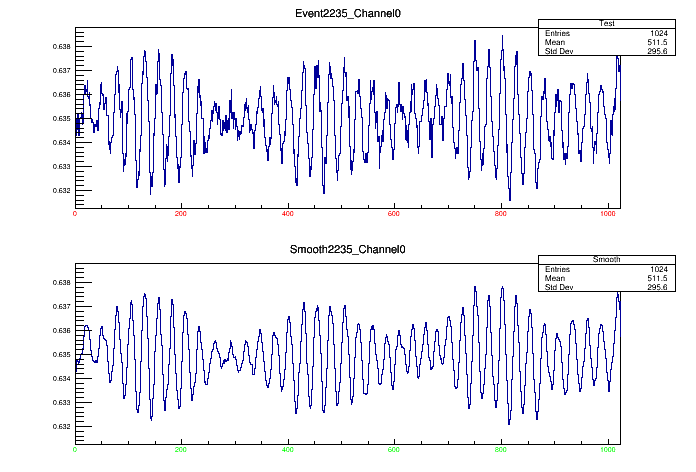 Event2235_Channel0
Test
Entries 1024
Mean 511.5
Std Dev 295.6
0.638
0.637
0.636
0.635
0.634
0.633
0.632
0 200 400 600 800 1000
Smooth2235_Channel0
Smooth
Entries 1024
Mean 511.5
Std Dev 295.6
0.638
0.637
0.636
0.635
0.634
0.633
0.632
0 200 400 600 800 1000